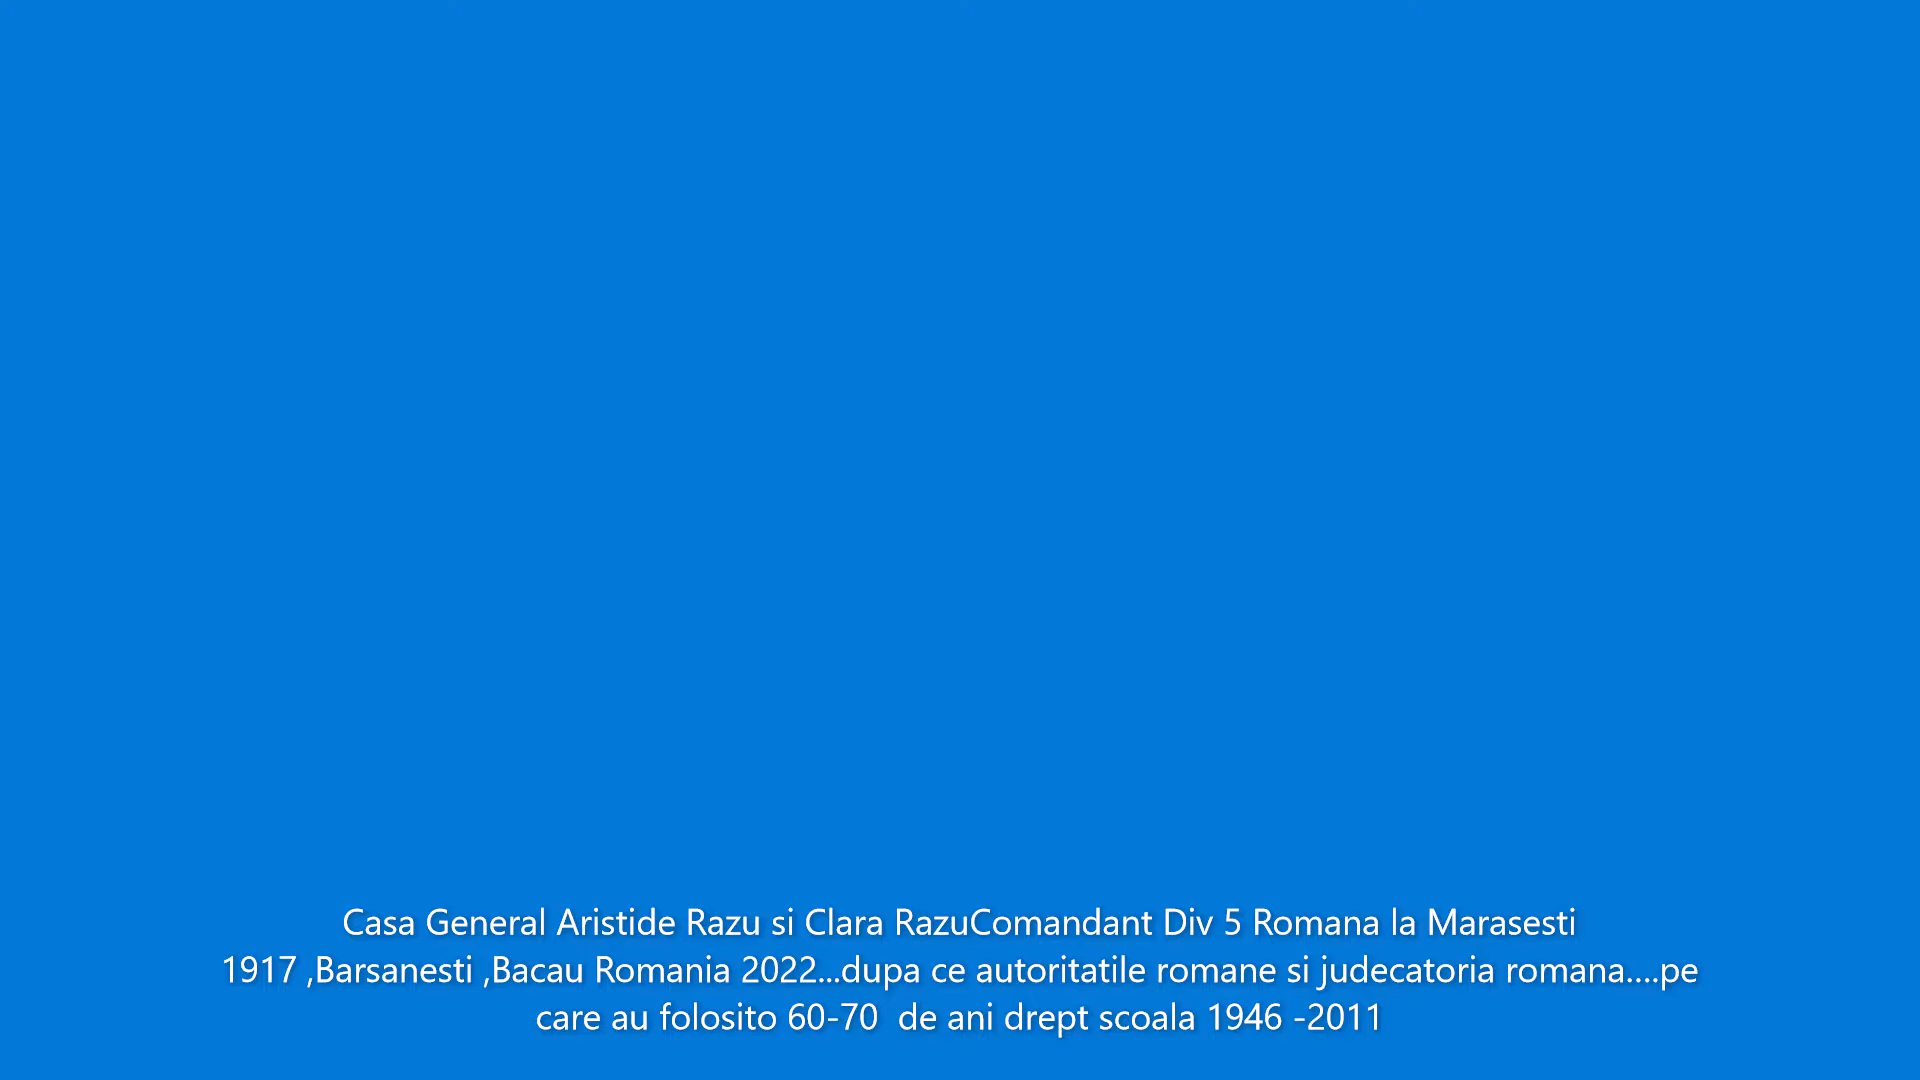 Casa General Aristide Razu si Clara RazuComandant Div 5 Romana la Marasesti
1917 ,Barsanesti ,Bacau Romania 2022...dupa ce autoritatile romane si judecatoria romana....pe
care au folosito 60-70  de ani drept scoala 1946 -2011